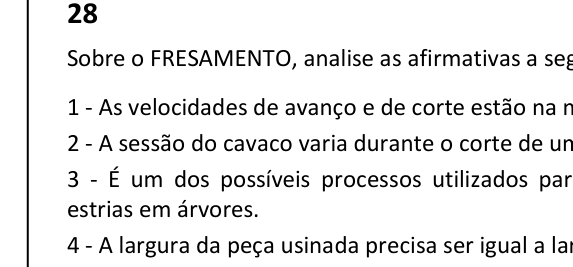 28
Sobre o FRESAMENTO, analise as afirmativas a seg
1 - As velocidades de avanço e de corte estão na
2 - A sessão do cavaco varia durante o corte de um
3 - É um dos possíveis processos utilizados par
estrias em árvores.
4 - A largura da peça usinada precisa ser igual a lar